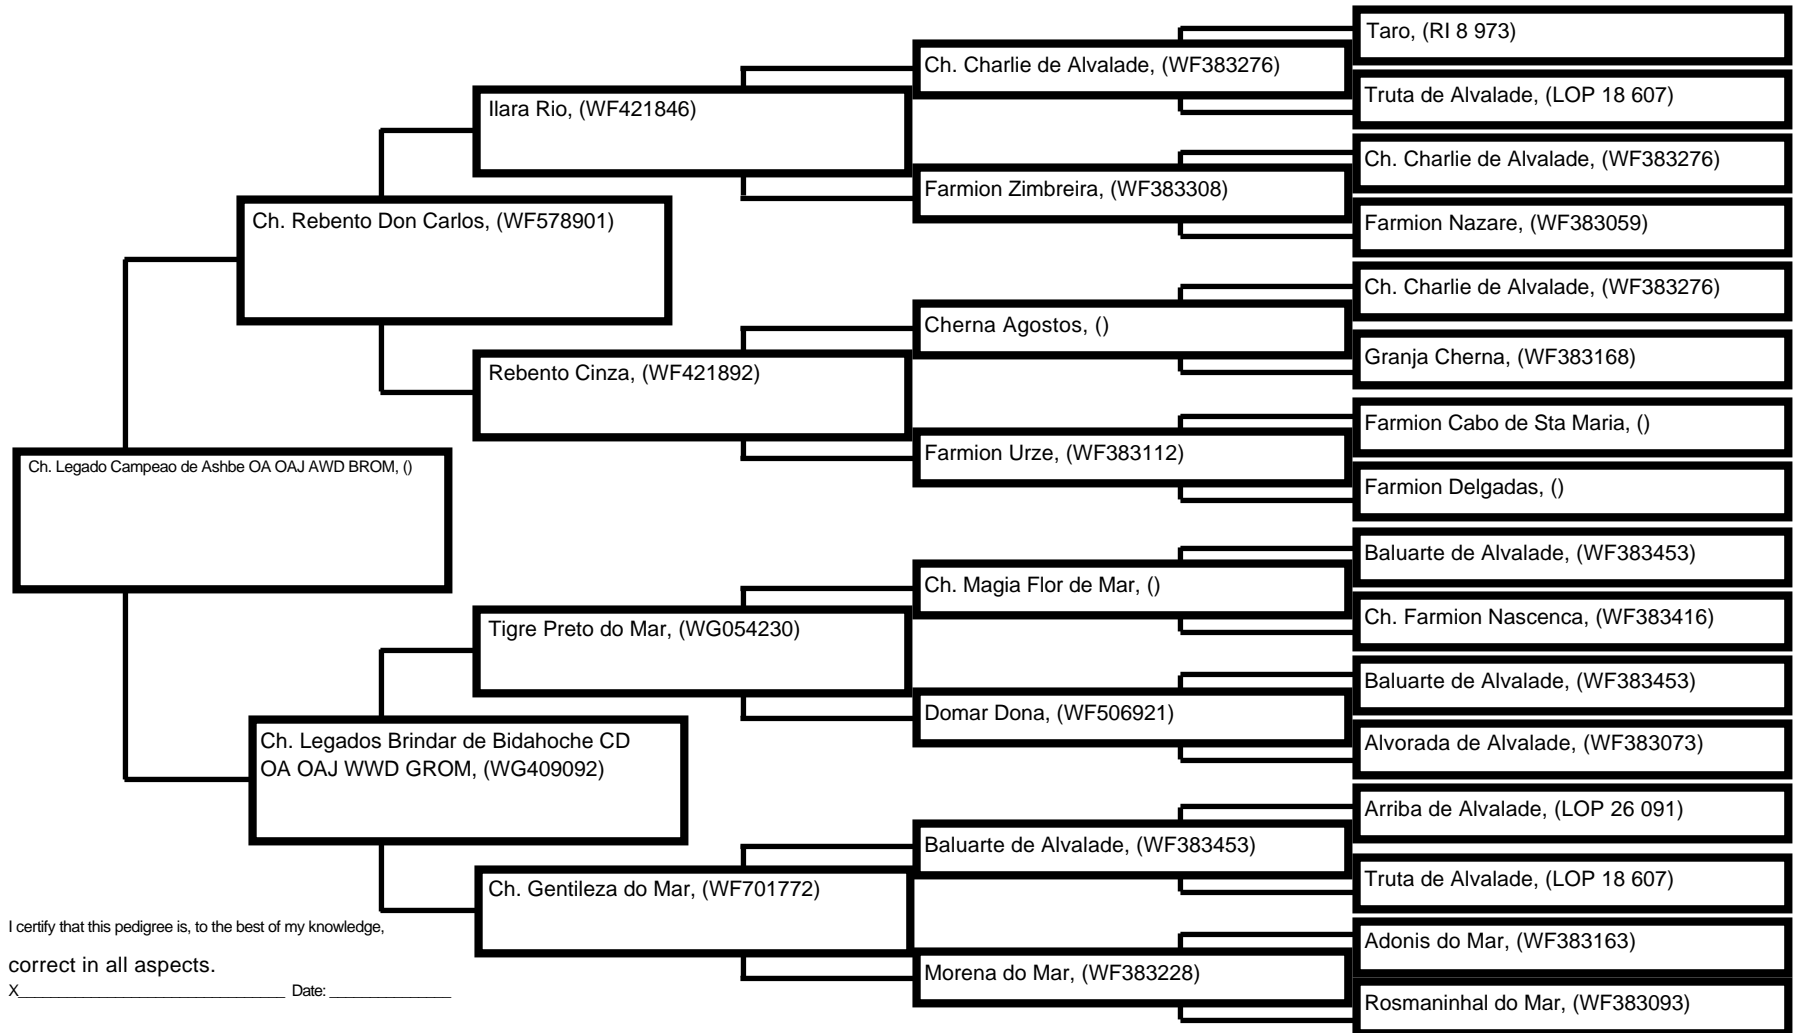 Taro, (RI 8 973)
Ch. Charlie de Alvalade, (WF383276)
Truta de Alvalade, (LOP 18 607)
Ilara Rio, (WF421846)
Ch. Charlie de Alvalade, (WF383276)
Farmion Zimbreira, (WF383308)
Farmion Nazare, (WF383059)
Ch. Rebento Don Carlos, (WF578901)
Ch. Charlie de Alvalade, (WF383276)
Cherna Agostos, ()
Granja Cherna, (WF383168)
Rebento Cinza, (WF421892)
Farmion Cabo de Sta Maria, ()
Farmion Urze, (WF383112)
Farmion Delgadas, ()
Ch. Legado Campeao de Ashbe OA OAJ AWD BROM, ()
Baluarte de Alvalade, (WF383453)
Ch. Magia Flor de Mar, ()
Ch. Farmion Nascenca, (WF383416)
Tigre Preto do Mar, (WG054230)
Baluarte de Alvalade, (WF383453)
Domar Dona, (WF506921)
Alvorada de Alvalade, (WF383073)
Ch. Legados Brindar de Bidahoche CD
OA OAJ WWD GROM, (WG409092)
Arriba de Alvalade, (LOP 26 091)
Baluarte de Alvalade, (WF383453)
Truta de Alvalade, (LOP 18 607)
Ch. Gentileza do Mar, (WF701772)
Adonis do Mar, (WF383163)
Morena do Mar, (WF383228)
Rosmaninhal do Mar, (WF383093)
I certify that this pedigree is, to the best of my knowledge,
correct in all aspects.
X_________________________________ Date: _______________